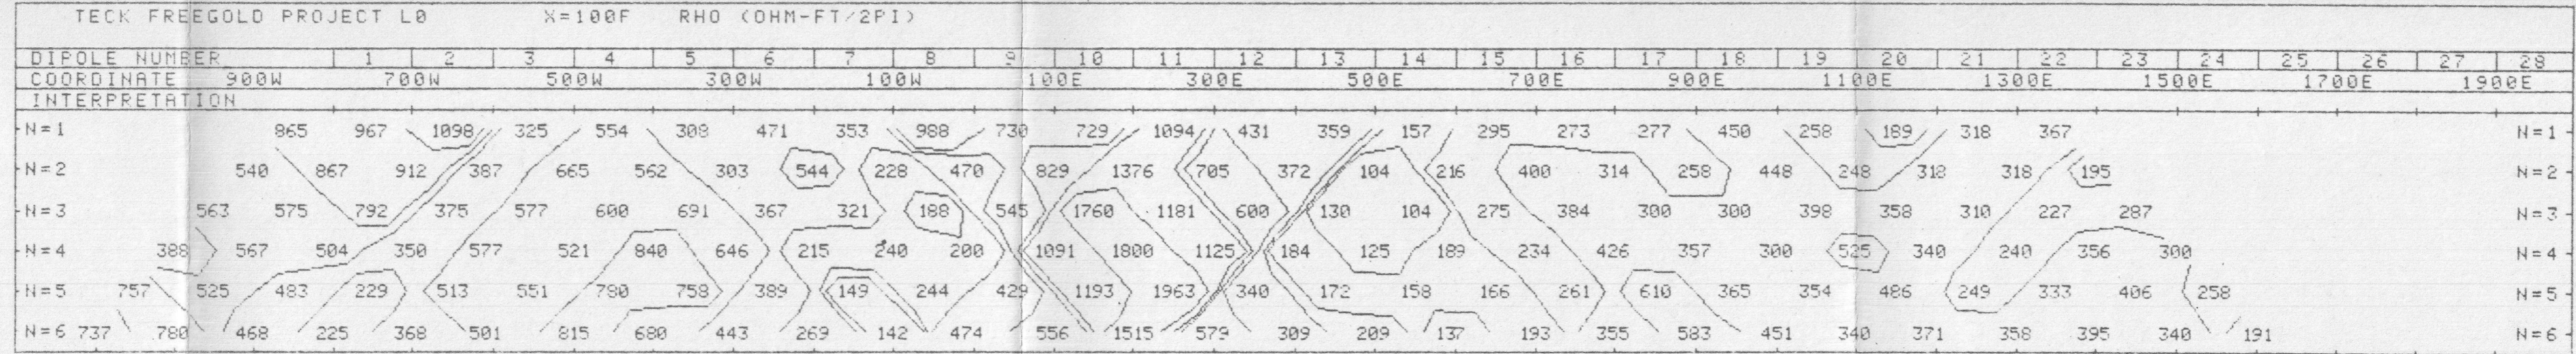 TECK FREEGOLD PROJECT L0 X=100F RHO (OHM-FT/2PI)
DIPOLE NUMBER 1 2 3 4 5 6 7 8 9 10 11 12 13 14 15 16 17 18 19 20 21 22 23 24 25 26 27 28
COORDINATE 900W 700W 500W 300W 100W 100E 300E 500E 700E 900E 1100E 1300E 1500E 1700E 1900E
INTERPRETATION
N=1 865 967 1098 325 554 308 471 353 988 730 729 1094 431 359 157 295 273 277 450 258 189 318 367 N=1
N=2 540 867 912 387 665 562 303 544 228 470 829 1376 705 372 104 216 400 314 258 448 248 318 318 195 N=2
N=3 563 575 792 375 577 600 691 367 321 188 545 1760 1181 600 130 104 275 384 300 300 398 358 310 227 287 N=3
N=4 388 567 504 350 577 521 840 646 215 240 200 1091 1800 1125 184 125 189 234 426 357 300 525 340 240 356 300 N=4
N=5 757 525 483 229 513 551 780 758 389 149 244 429 1193 1963 340 172 158 166 261 610 365 354 486 249 333 406 258 N=5
N=6 737 780 468 225 368 501 815 680 443 269 142 474 556 1515 579 309 209 137 193 355 583 451 340 371 358 395 340 191 N=6